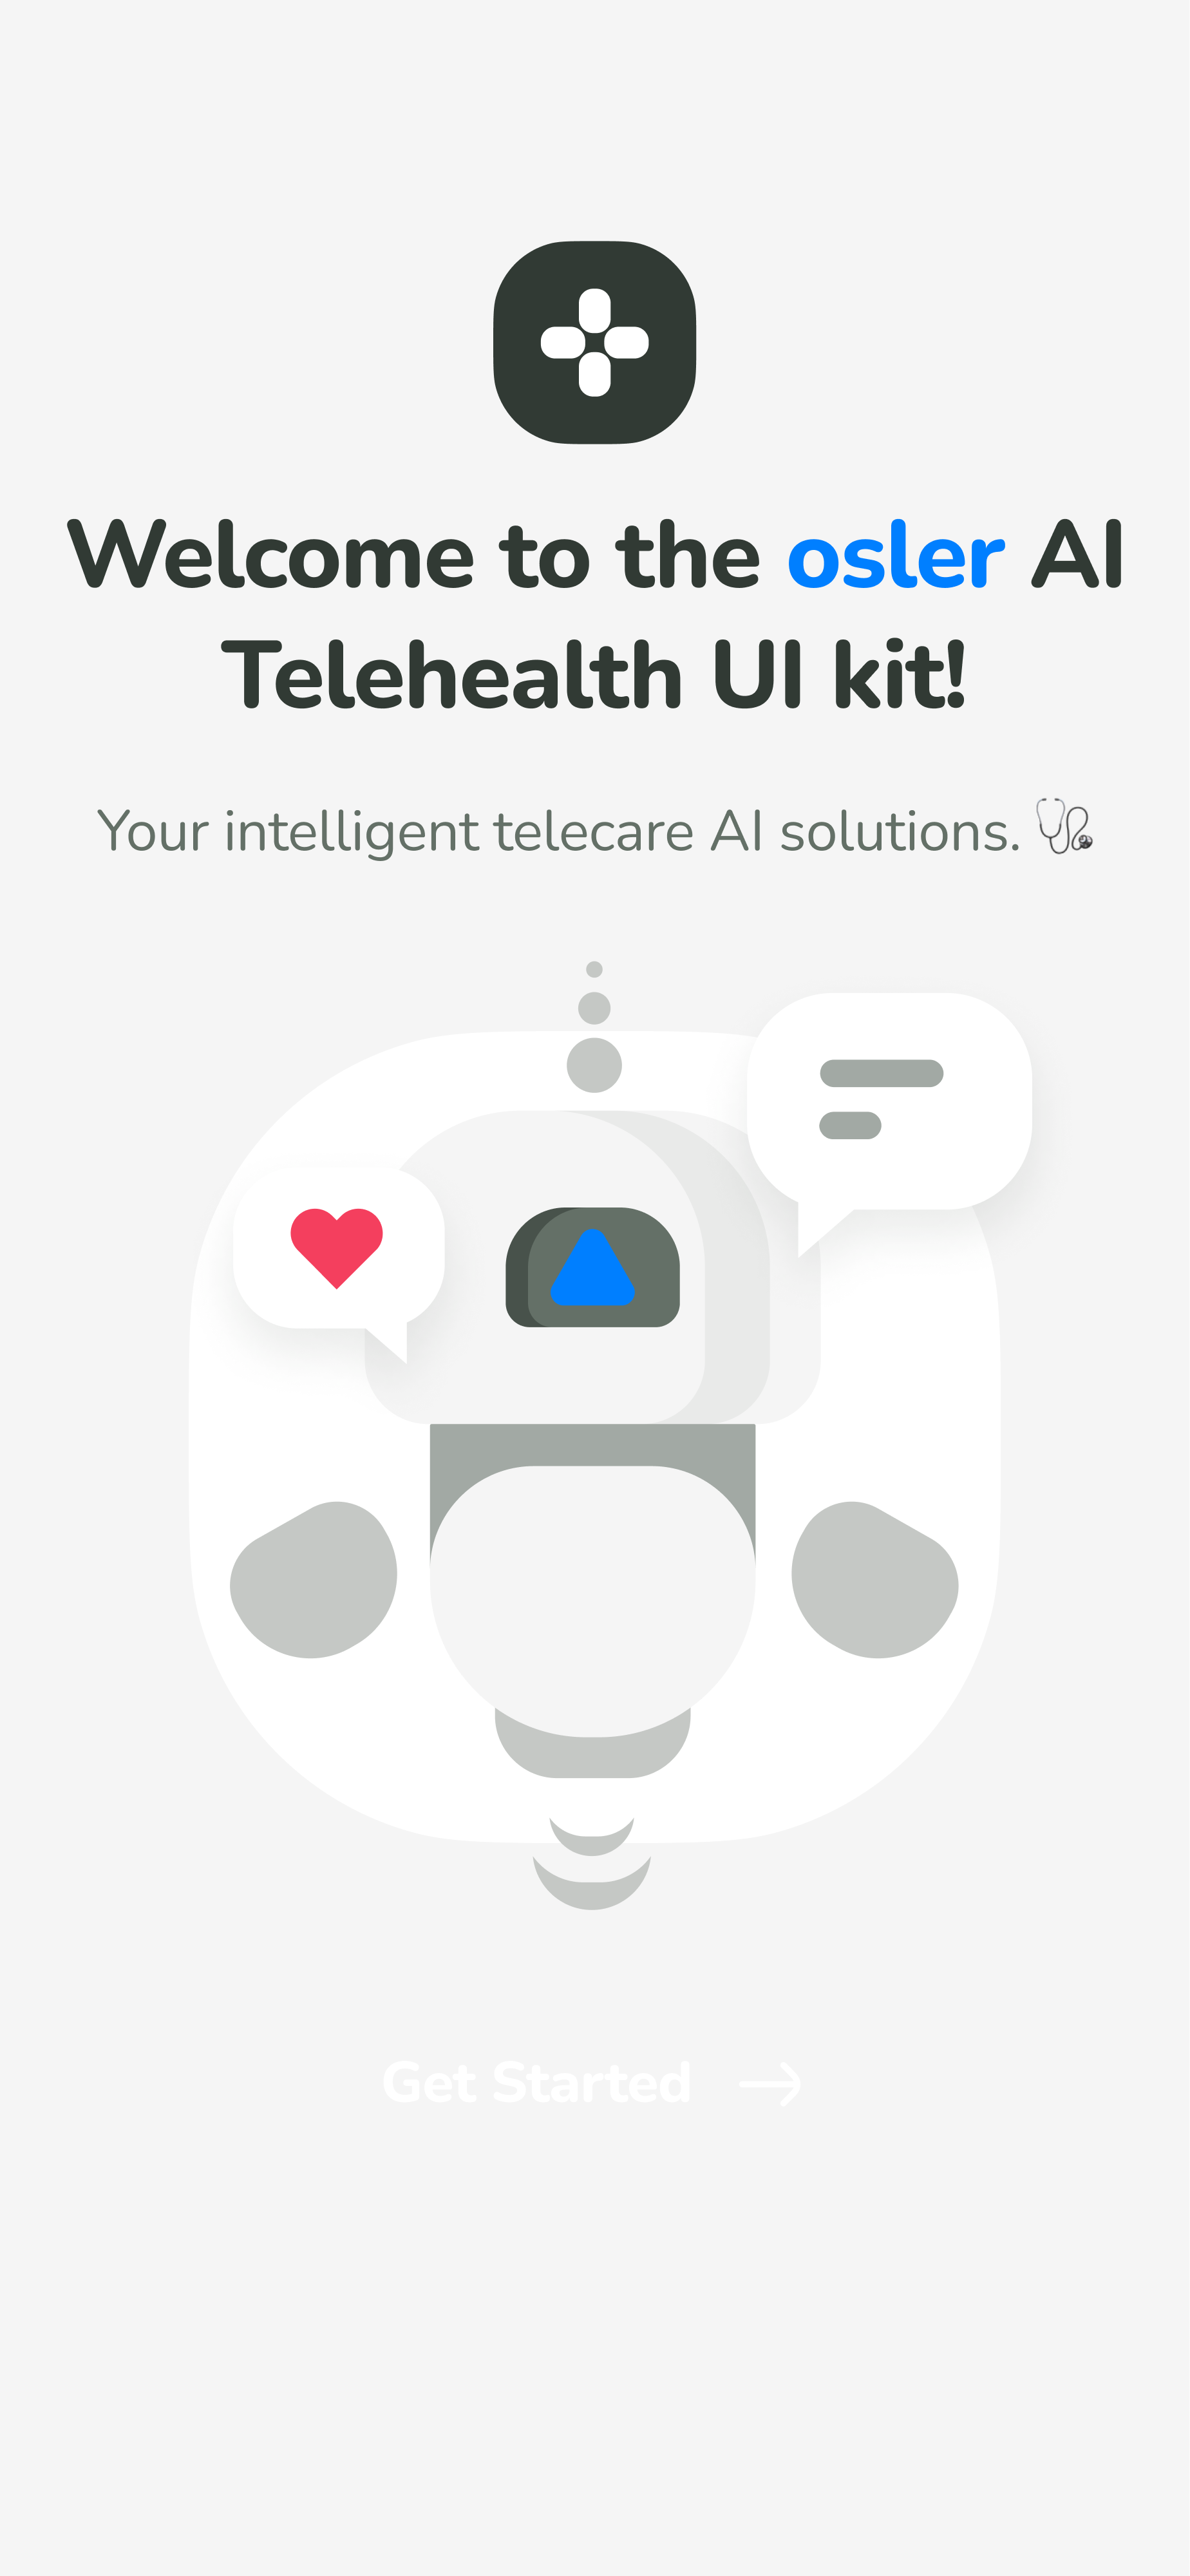 Welcome to the osler AI
Telehealth UI kit!
Your intelligent telecare AI solutions. 🩺
Get Started